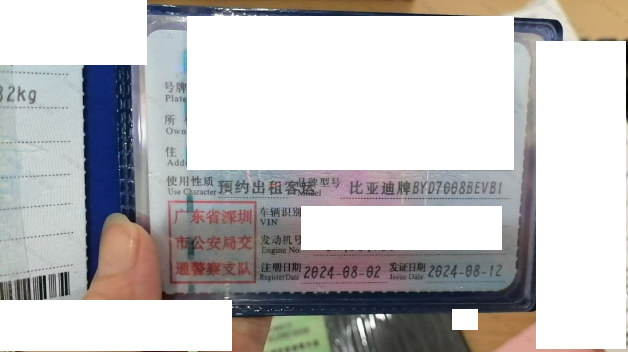 32kg
号牌
Plate
所
Own
住
Add
使用性质 预约出租客运 品牌型号 比亚迪牌BYD7008BEVB1
Use Character Model
广东省深圳 车辆识别
VIN
市公安局交 发动机号
Engine No.
通警察支队 注册日期 2024-08-02 发证日期 2024-08-12
Register Date Issue Date